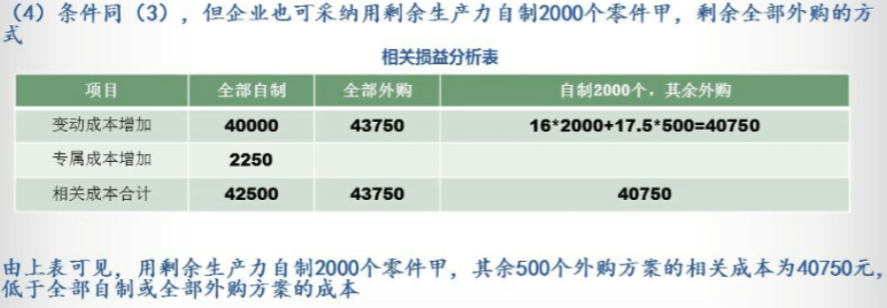 （4）条件同（3），但企业也可采纳用剩余生产力自制2000个零件甲，剩余全部外购的方
式
相关损益分析表
项目 全部自制 全部外购 自制2000个，其余外购
变动成本增加 40000 43750 16*2000+17.5*500=40750
专属成本增加 2250
相关成本合计 42500 43750 40750
由上表可见，用剩余生产力自制2000个零件甲，其余500个外购方案的相关成本为40750元，
低于全部自制或全部外购方案的成本